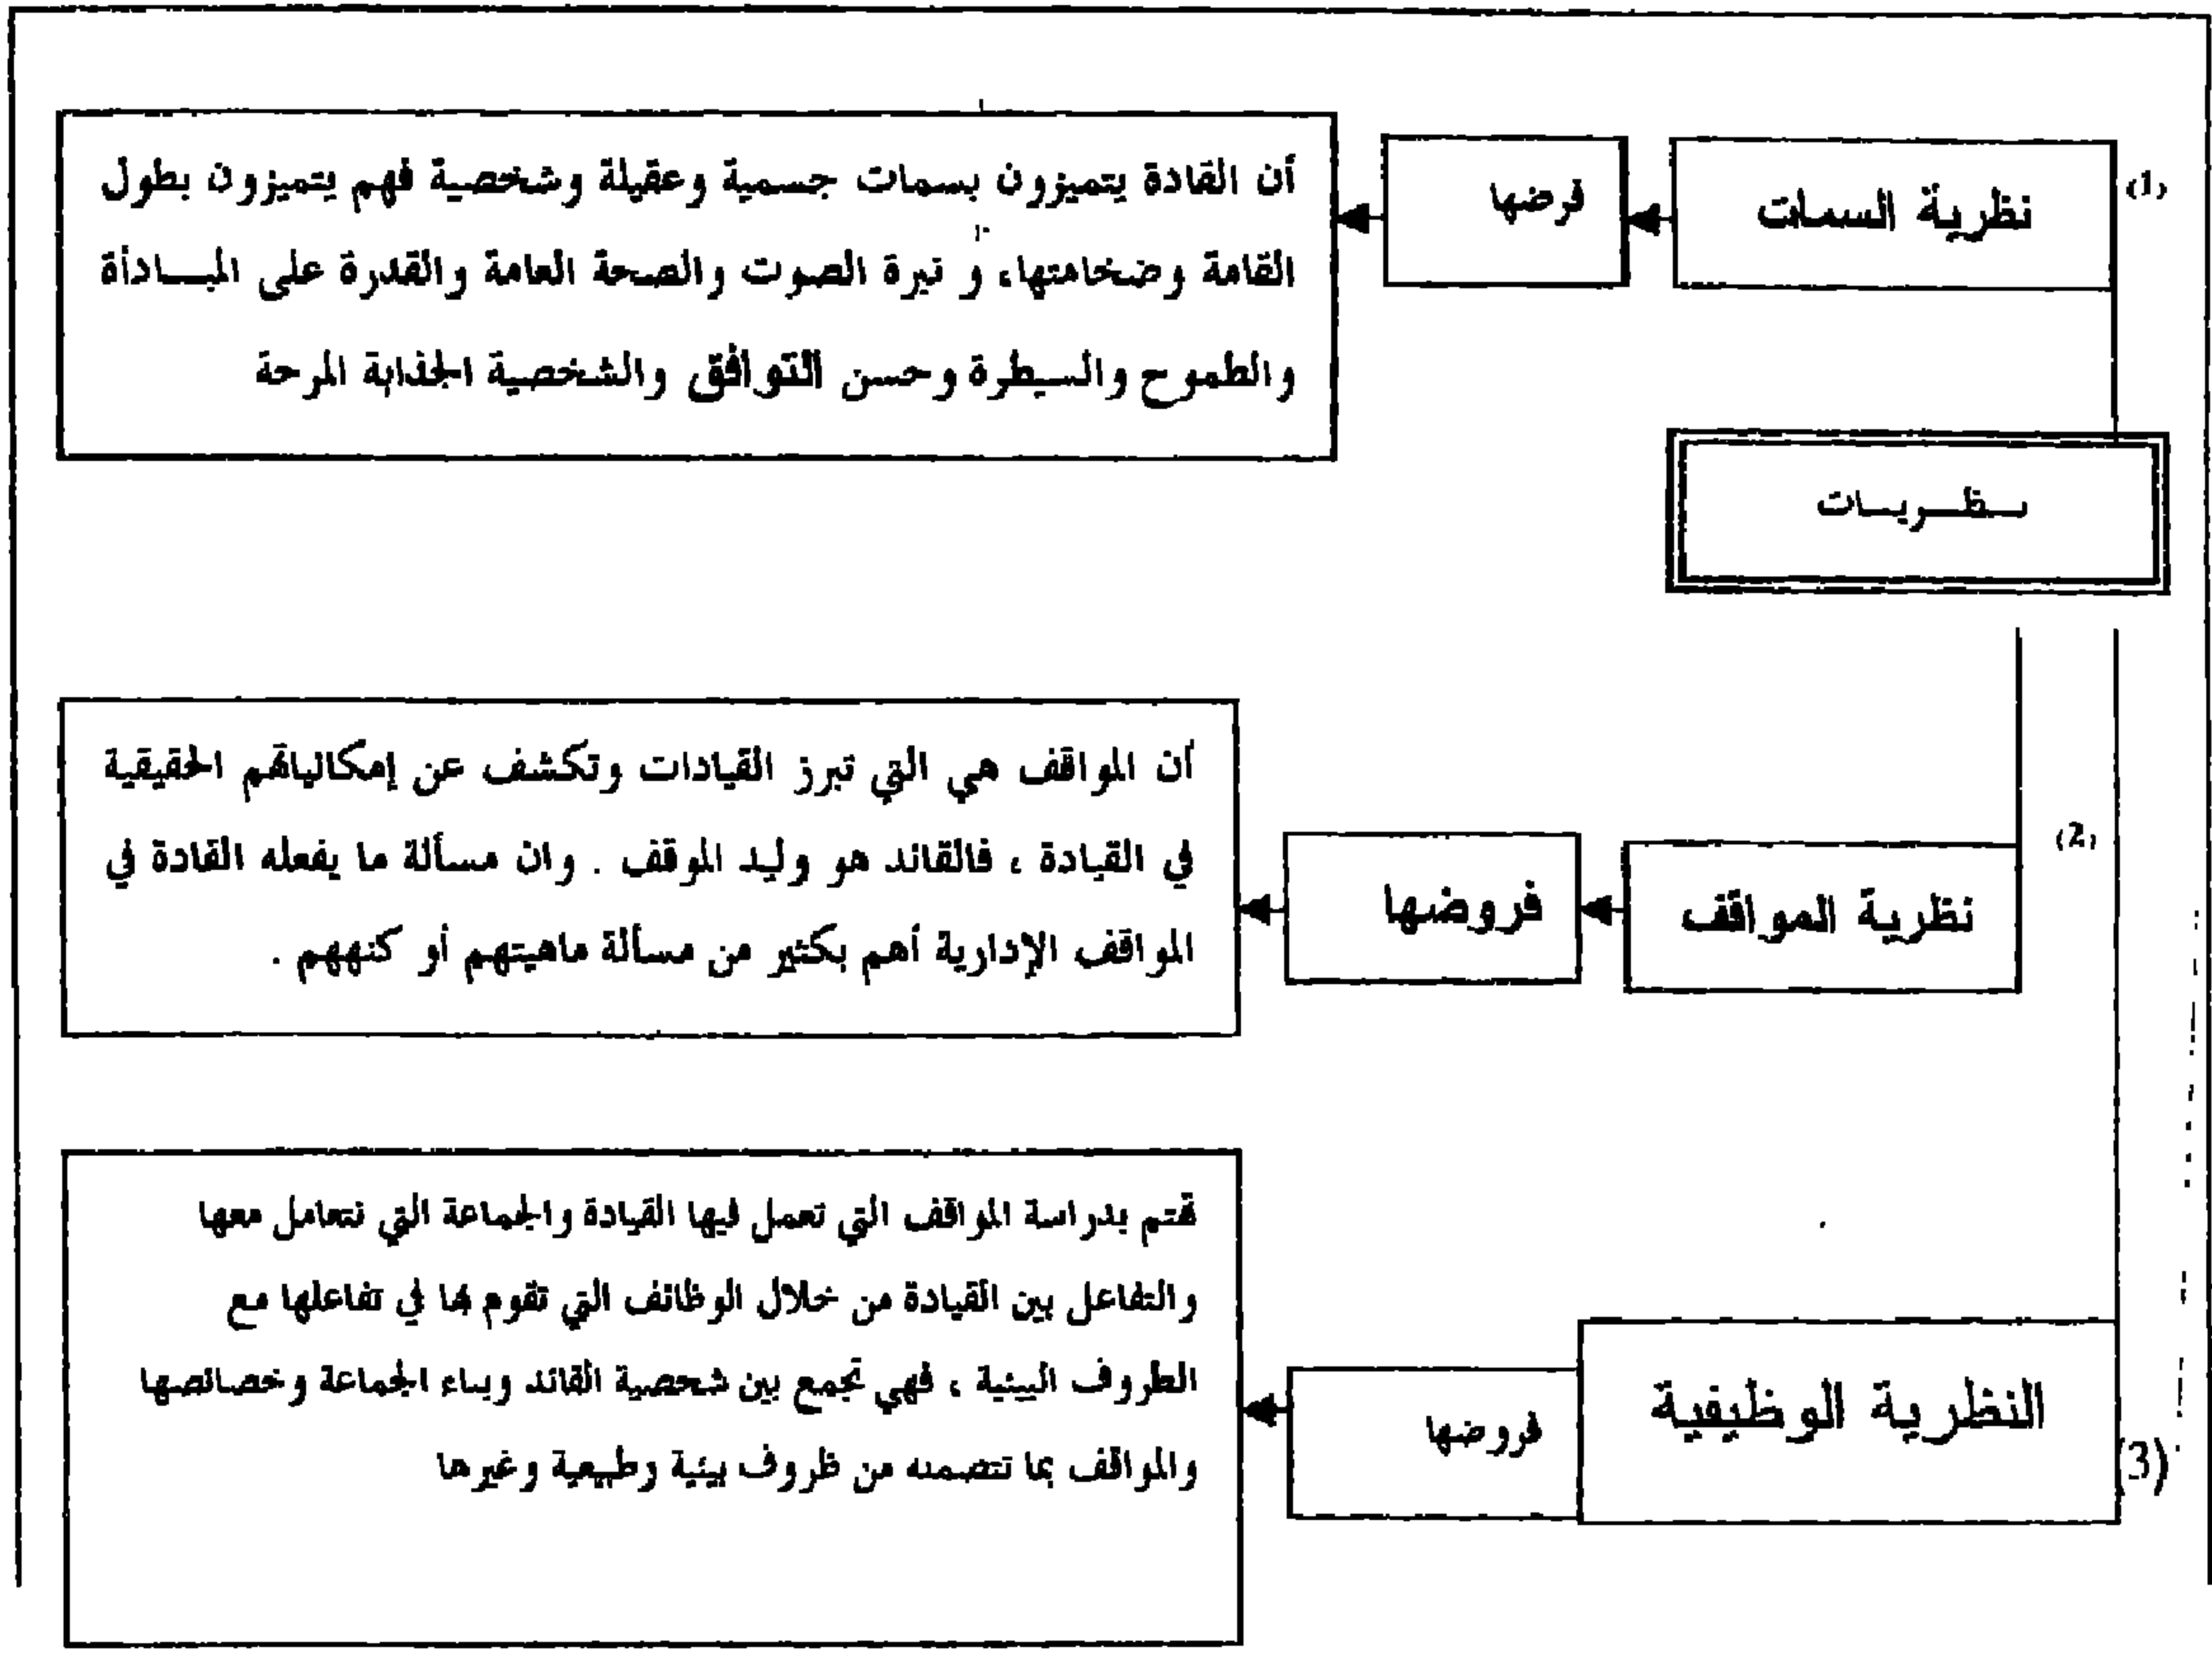 (1)
نظرية السمات
فرضها
أن القادة يتميزون بسمات جسمية وعقيلة وشخصية فهم يتميزون بطول
القامة وضخامتها، و نبرة الصوت والصحة العامة والقدرة على المبـــادأة
والطموح والسيطرة وحسن التوافق والشخصية الجذابة المرحة
نـظـــريـــات
(2)
نظرية المواقف
فروضها
أن المواقف هي التي تبرز القيادات وتكشف عن إمكالياهم الحقيقية
في القيادة ، فالقائد هو وليد الموقف . وان مسألة ما يفعله القادة في
المواقف الإدارية أهم بكثير من مسألة ماهيتهم أو كنههم .
(3)
النظرية الوظيفية
فروضها
تهتم بدراسة المواقف التي تعمل فيها القيادة والجماعة التي نتعامل معها
والتفاعل بين القيادة من خلال الوظائف التي تقوم بها في تفاعلها مع
الظروف البيئية ، فهي تجمع بين شخصية القائد وبناء الجماعة وخصائصها
والمواقف بما تتضمنه من ظروف بيئية وطبيعية وغيرها